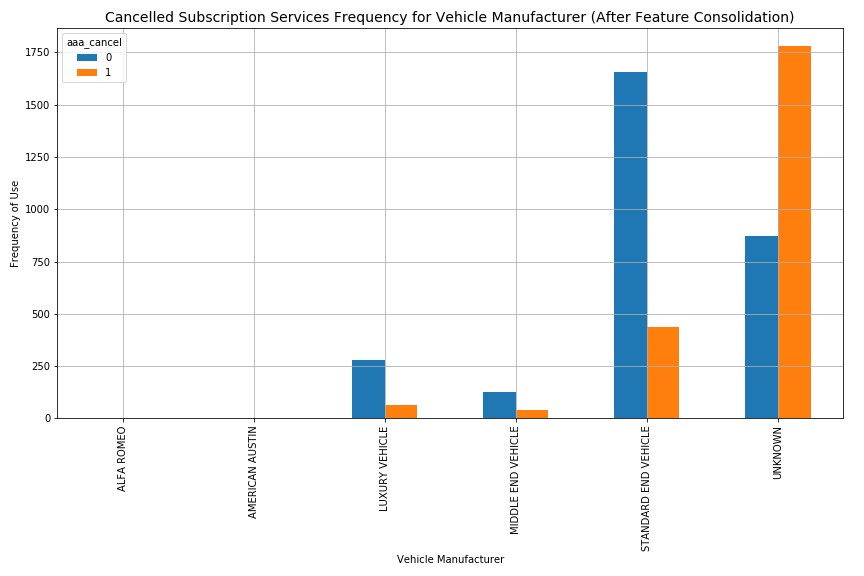 Cancelled Subscription Services Frequency for Vehicle Manufacturer (After Feature Consolidation)
aaa_cancel
0
1
1750
1500
1250
1000
750
500
250
0
Frequency of Use
ALFA ROMEO
AMERICAN AUSTIN
LUXURY VEHICLE
MIDDLE END VEHICLE
STANDARD END VEHICLE
UNKNOWN
Vehicle Manufacturer